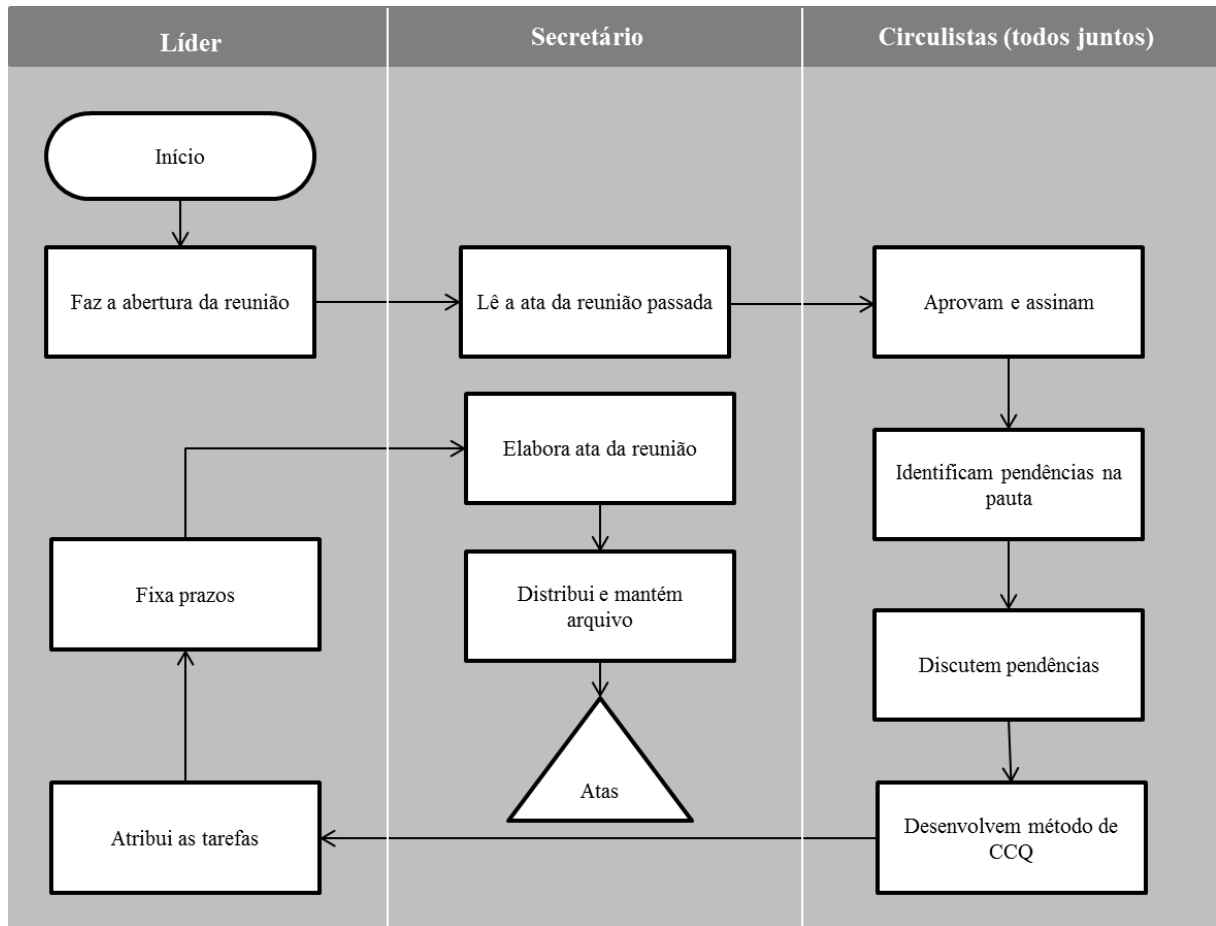 Líder
Secretário
Circulistas (todos juntos)
Início
Faz a abertura da reunião
Lê a ata da reunião passada
Aprovam e assinam
Elabora ata da reunião
Identificam pendências na
pauta
Fixa prazos
Distribui e mantém
arquivo
Discutem pendências
Atas
Atribui as tarefas
Desenvolvem método de
CCQ